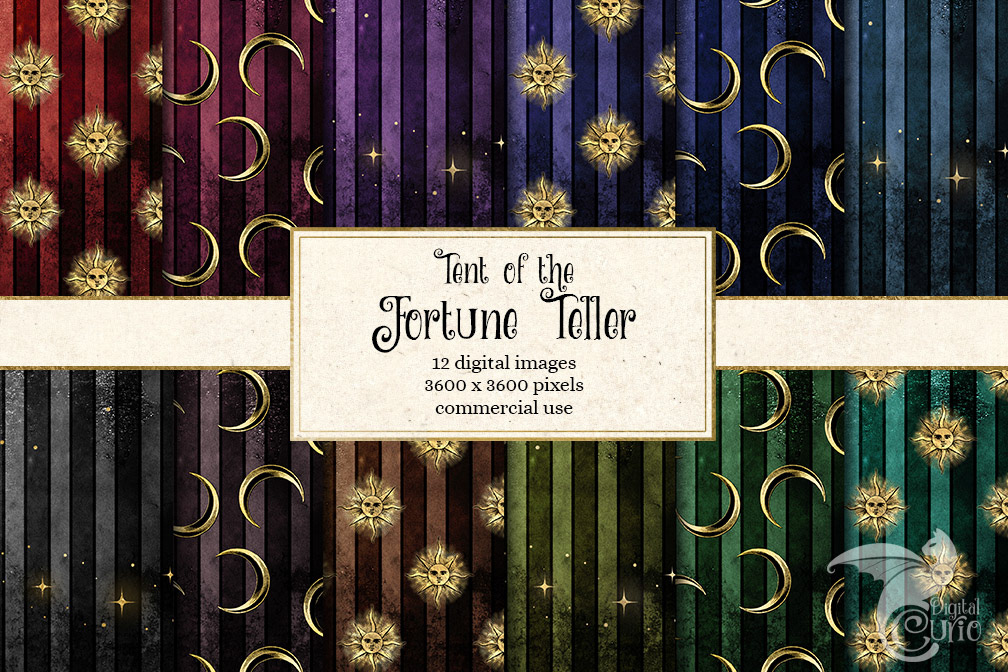 Tent of the
Fortune Teller
12 digital images
3600 x 3600 pixels
commercial use
Digital
Curio